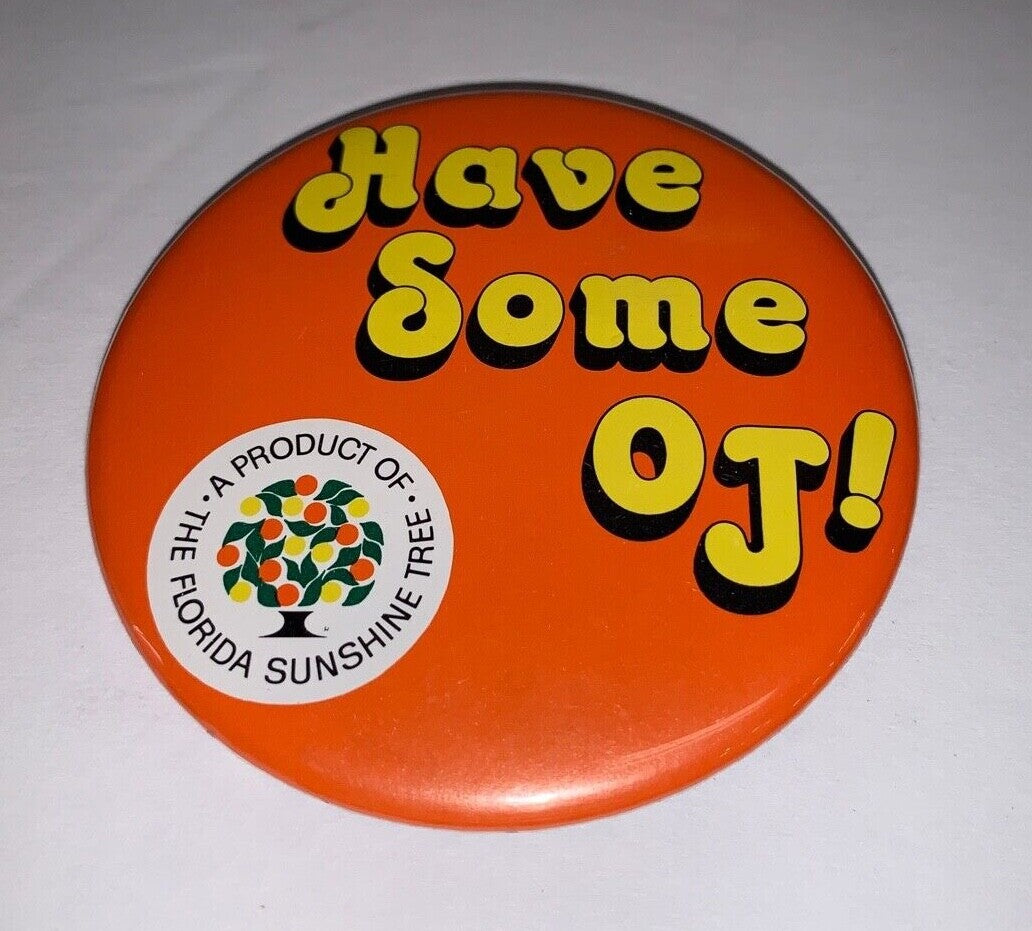 Have
Some
OJ!
· A PRODUCT OF ·
THE FLORIDA SUNSHINE TREE